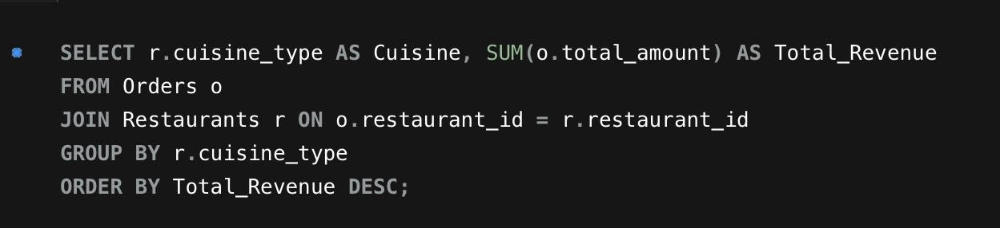 SELECT r.cuisine_type AS Cuisine, SUM(o.total_amount) AS Total_Revenue
FROM Orders o
JOIN Restaurants r ON o.restaurant_id = r.restaurant_id
GROUP BY r.cuisine_type
ORDER BY Total_Revenue DESC;